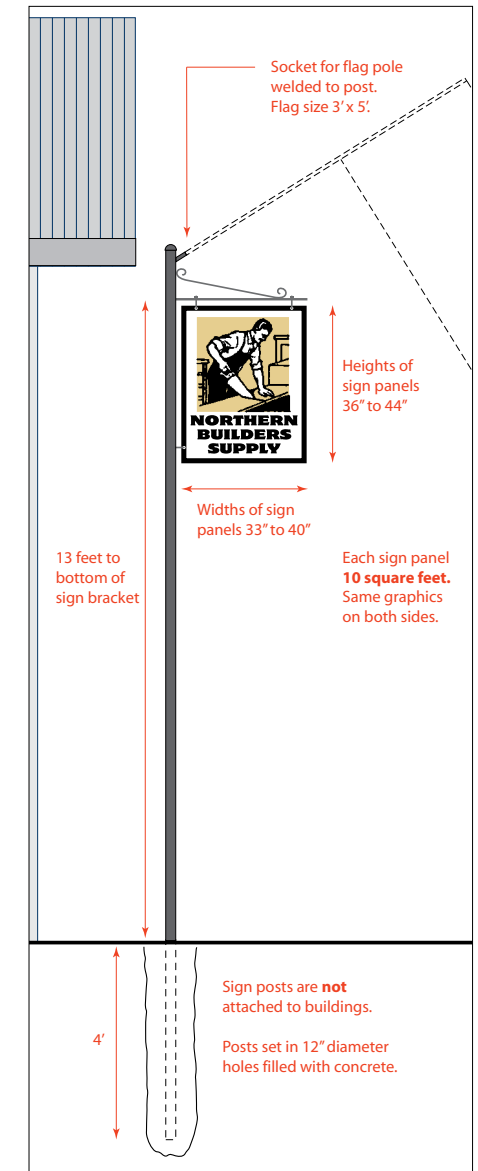 Socket for flag pole
welded to post.
Flag size 3’ x 5’.
NORTHERN
BUILDERS
SUPPLY
Heights of
sign panels
36” to 44”
Widths of sign
panels 33” to 40”
13 feet to
bottom of
sign bracket
Each sign panel
10 square feet.
Same graphics
on both sides.
4’
Sign posts are not
attached to buildings.
Posts set in 12” diameter
holes filled with concrete.